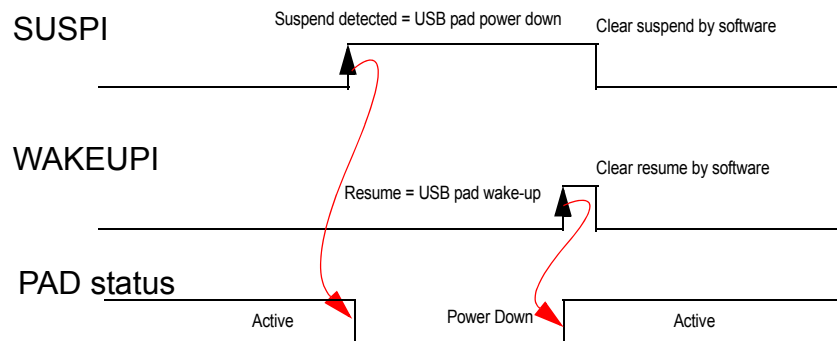 SUSPI
Suspend detected = USB pad power down
Clear suspend by software
WAKEUPI
Clear resume by software
Resume = USB pad wake-up
PAD status
Active
Power Down
Active